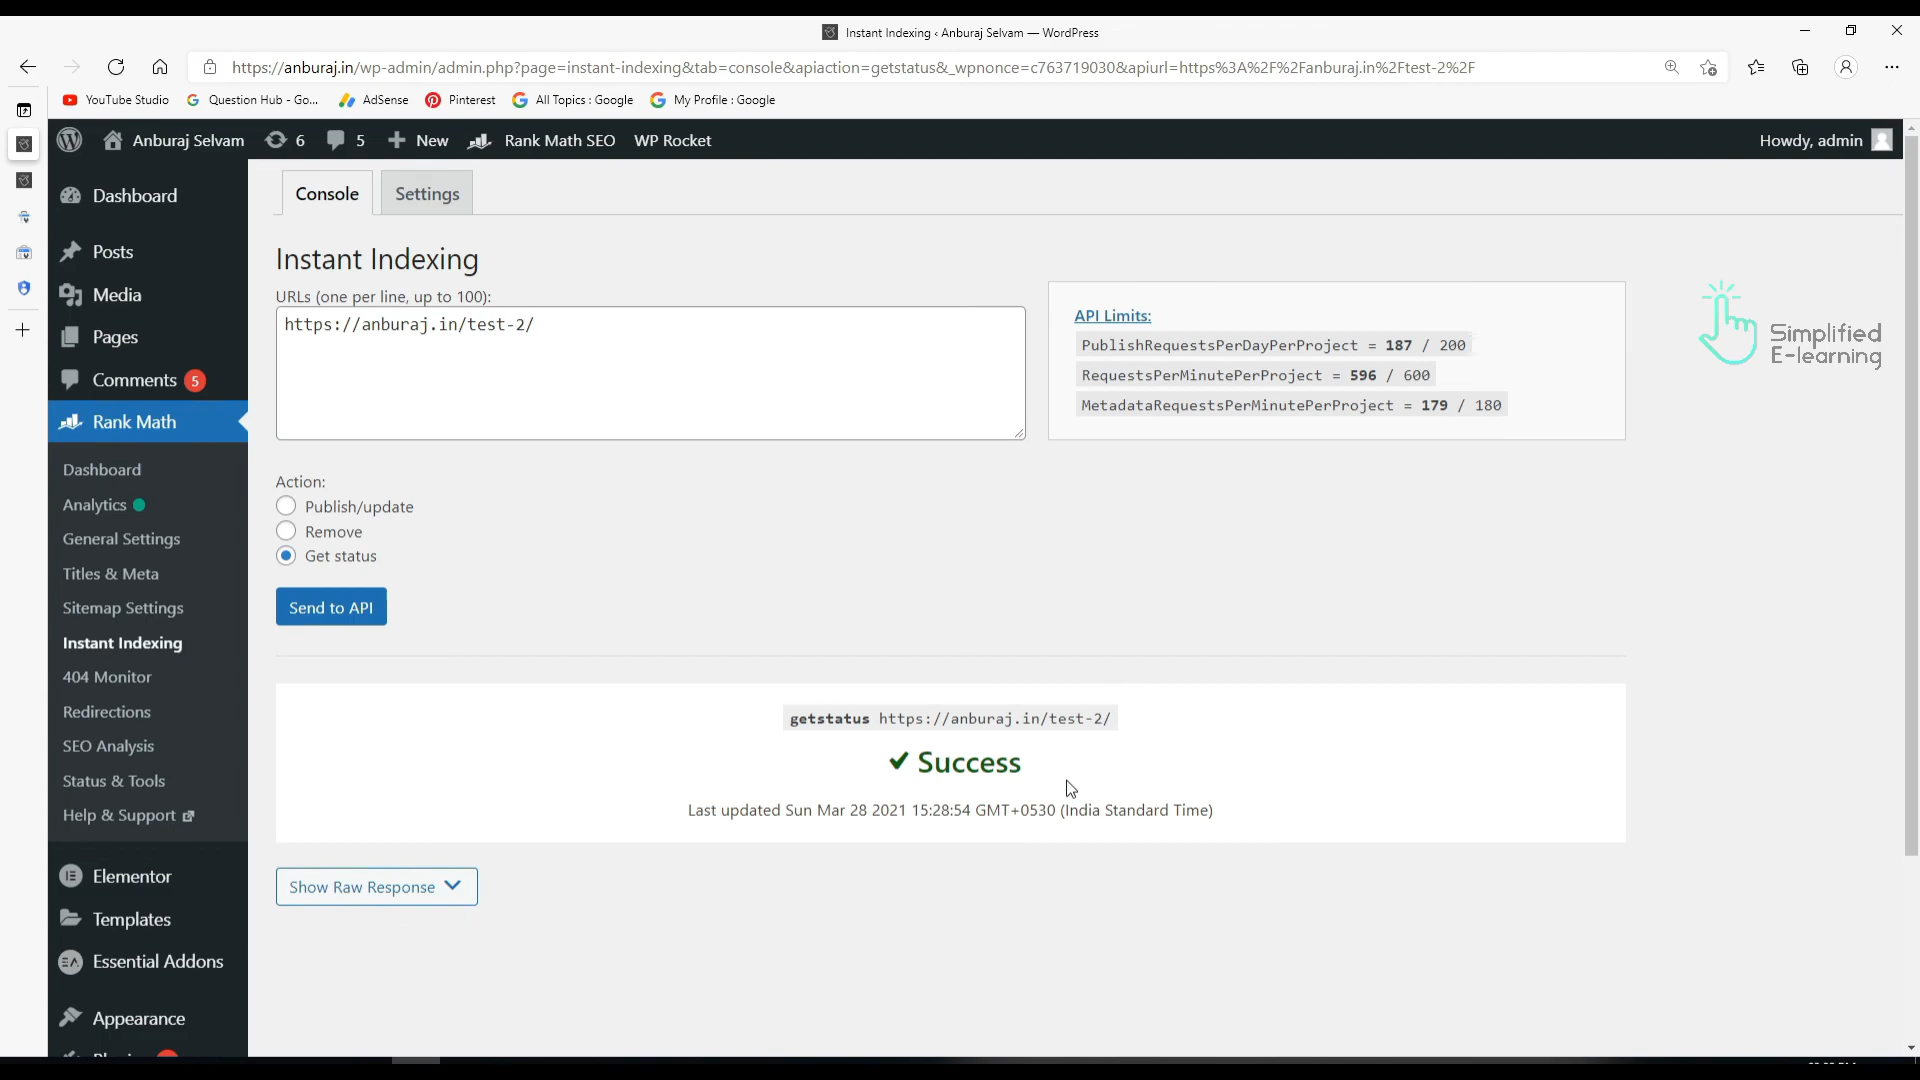 Instant Indexing ‹ Anburaj Selvam — WordPress
https://anburaj.in/wp-admin/admin.php?page=instant-indexing&tab=console&apiaction=getstatus&_wpnonce=c763719030&apiurl=https%3A%2F%2Fanburaj.in%2Ftest-2%2F
YouTube Studio
Question Hub - Go...
AdSense
Pinterest
All Topics : Google
My Profile : Google
Anburaj Selvam
6
5
New
Rank Math SEO
WP Rocket
Howdy, admin
Dashboard
Posts
Media
Pages
Comments 5
Rank Math
Dashboard
Analytics
General Settings
Titles & Meta
Sitemap Settings
Instant Indexing
404 Monitor
Redirections
SEO Analysis
Status & Tools
Help & Support
Elementor
Templates
Essential Addons
Appearance
Console
Settings
Instant Indexing
URLs (one per line, up to 100):
https://anburaj.in/test-2/
API Limits:
PublishRequestsPerDayPerProject = 187 / 200
RequestsPerMinutePerProject = 596 / 600
MetadataRequestsPerMinutePerProject = 179 / 180
Simplified
E-learning
Action:
Publish/update
Remove
Get status
Send to API
getstatus https://anburaj.in/test-2/
✔ Success
Last updated Sun Mar 28 2021 15:28:54 GMT+0530 (India Standard Time)
Show Raw Response